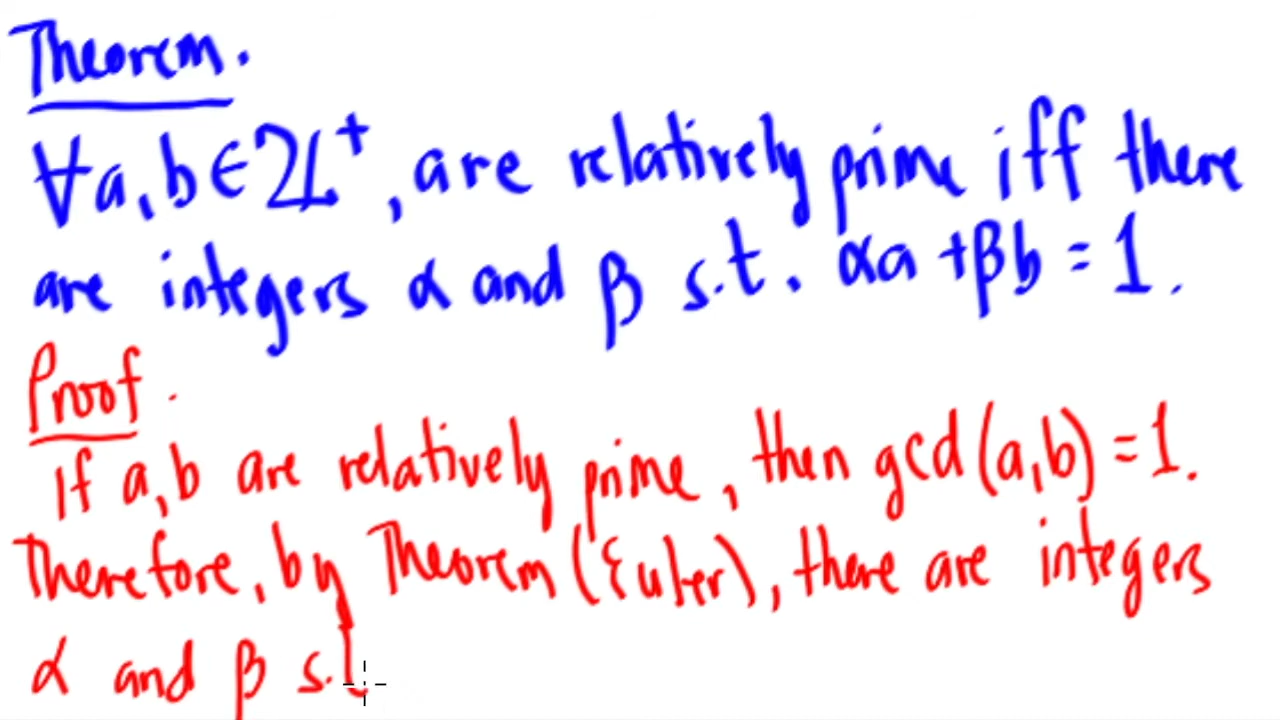 Theorem.
∀a,b∈ℤ⁺, are relatively prime iff there
are integers α and β s.t. αa+βb=1.
Proof.
If a,b are relatively prime, then gcd(a,b)=1.
Therefore, by Theorem (Euler), there are integers
α and β s.t